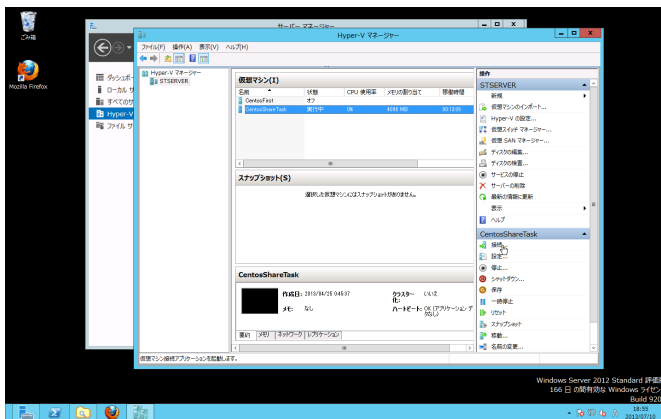 ごみ箱
Mozilla Firefox
サーバー マネージャー
ダッシュボー
ローカル サ
すべてのサ
Hyper-V
ファイル サ
Hyper-V マネージャー
ファイル(F) 操作(A) 表示(V) ヘルプ(H)
Hyper-V マネージャー
STSERVER
仮想マシン(I)
名前 状態 CPU 使用率 メモリの割り当て 稼働時間
CentosFirst オフ
CentosShareTask 実行中 0% 4096 MB
スナップショット(S)
選択した仮想マシンにはスナップショットがありません。
CentosShareTask
作成日: 2013/04/25 0:45:37 クラスター化: いいえ
メモ: なし ハートビート: OK (アプリケーション データなし)
要約 メモリ ネットワーク レプリケーション
仮想マシン接続アプリケーションを起動します。
操作
STSERVER
新規
仮想マシンのインポート...
Hyper-V の設定...
仮想スイッチ マネージャー...
仮想 SAN マネージャー...
ディスクの編集...
ディスクの検査...
サービスの停止
サーバーの削除
最新の情報に更新
表示
ヘルプ
CentosShareTask
接続...
設定...
停止...
シャットダウン...
保存
一時停止
リセット
スナップショット
移動...
名前の変更...
Windows Server 2012 Standard 評価
166 日 の間有効な Windows ライセン
Build 920
18:55
2013/07/10